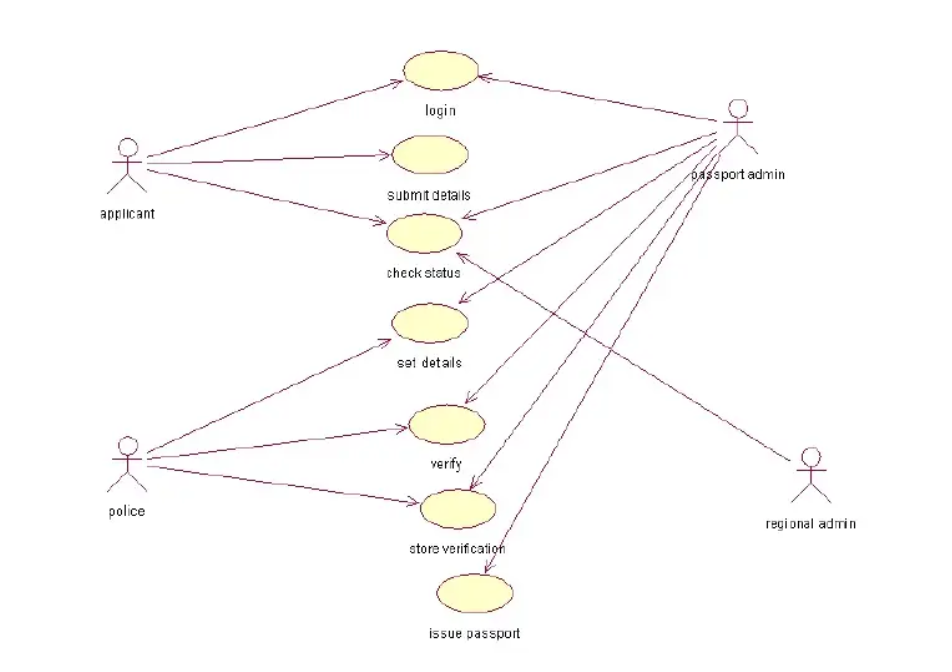 login
passport admin
submit details
applicant
check status
set details
verify
police
regional admin
store verification
issue passport